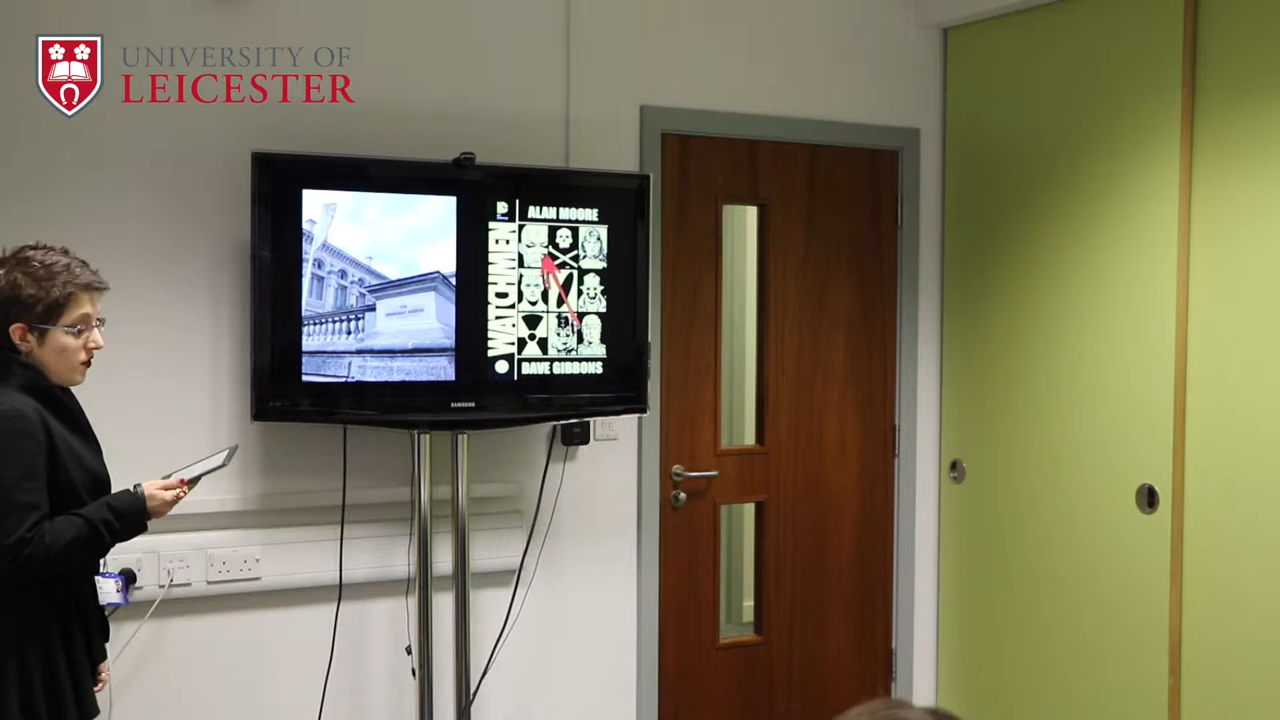 UNIVERSITY OF
LEICESTER
ALAN MOORE
WATCHMEN
DAVE GIBBONS
SAMSUNG